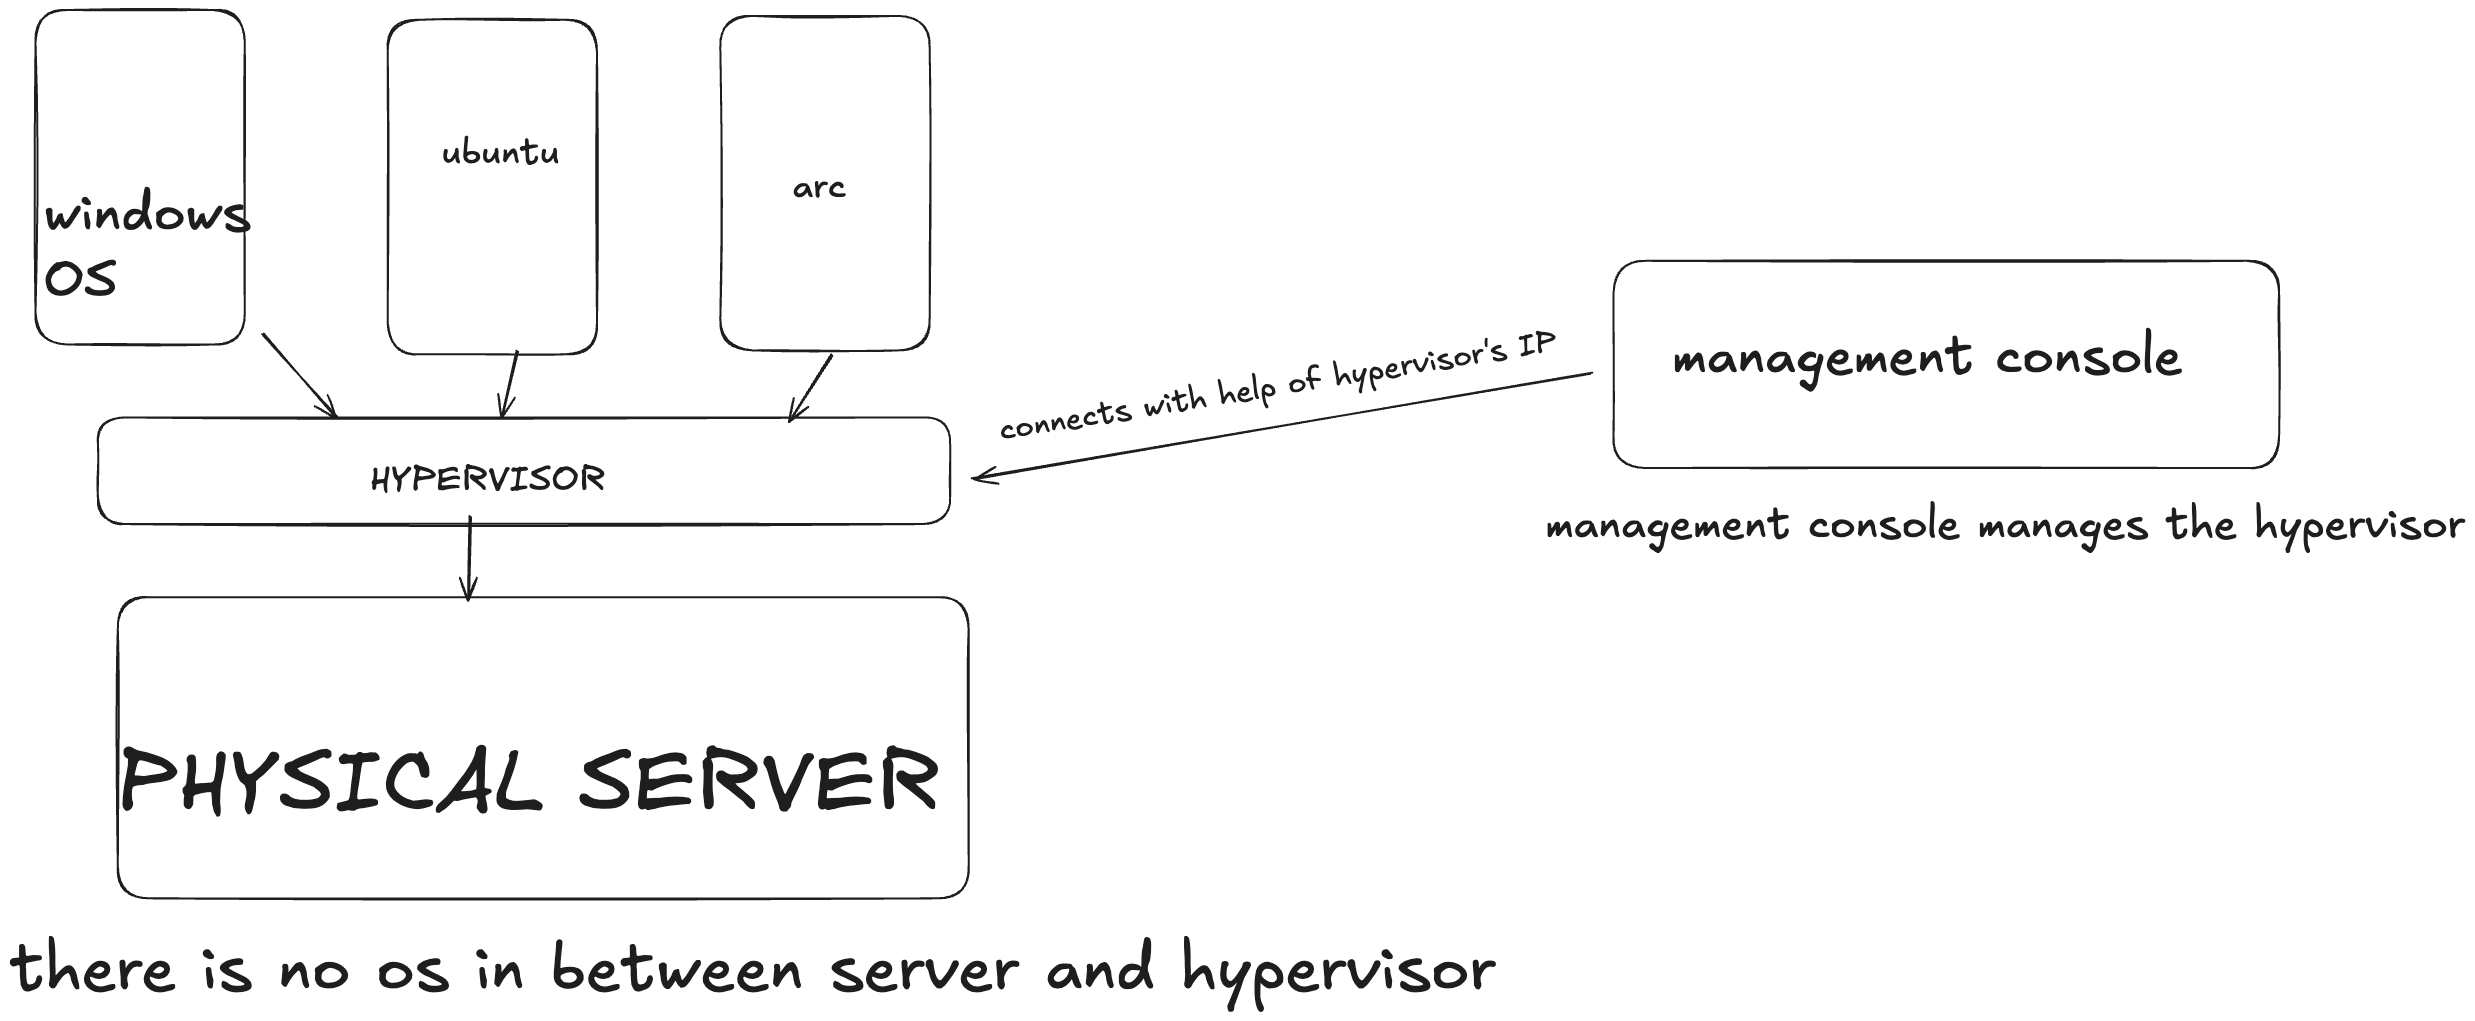 windows
OS
ubuntu
arc
HYPERVISOR
connects with help of hypervisor's IP
management console
management console manages the hypervisor
PHYSICAL SERVER
there is no os in between server and hypervisor